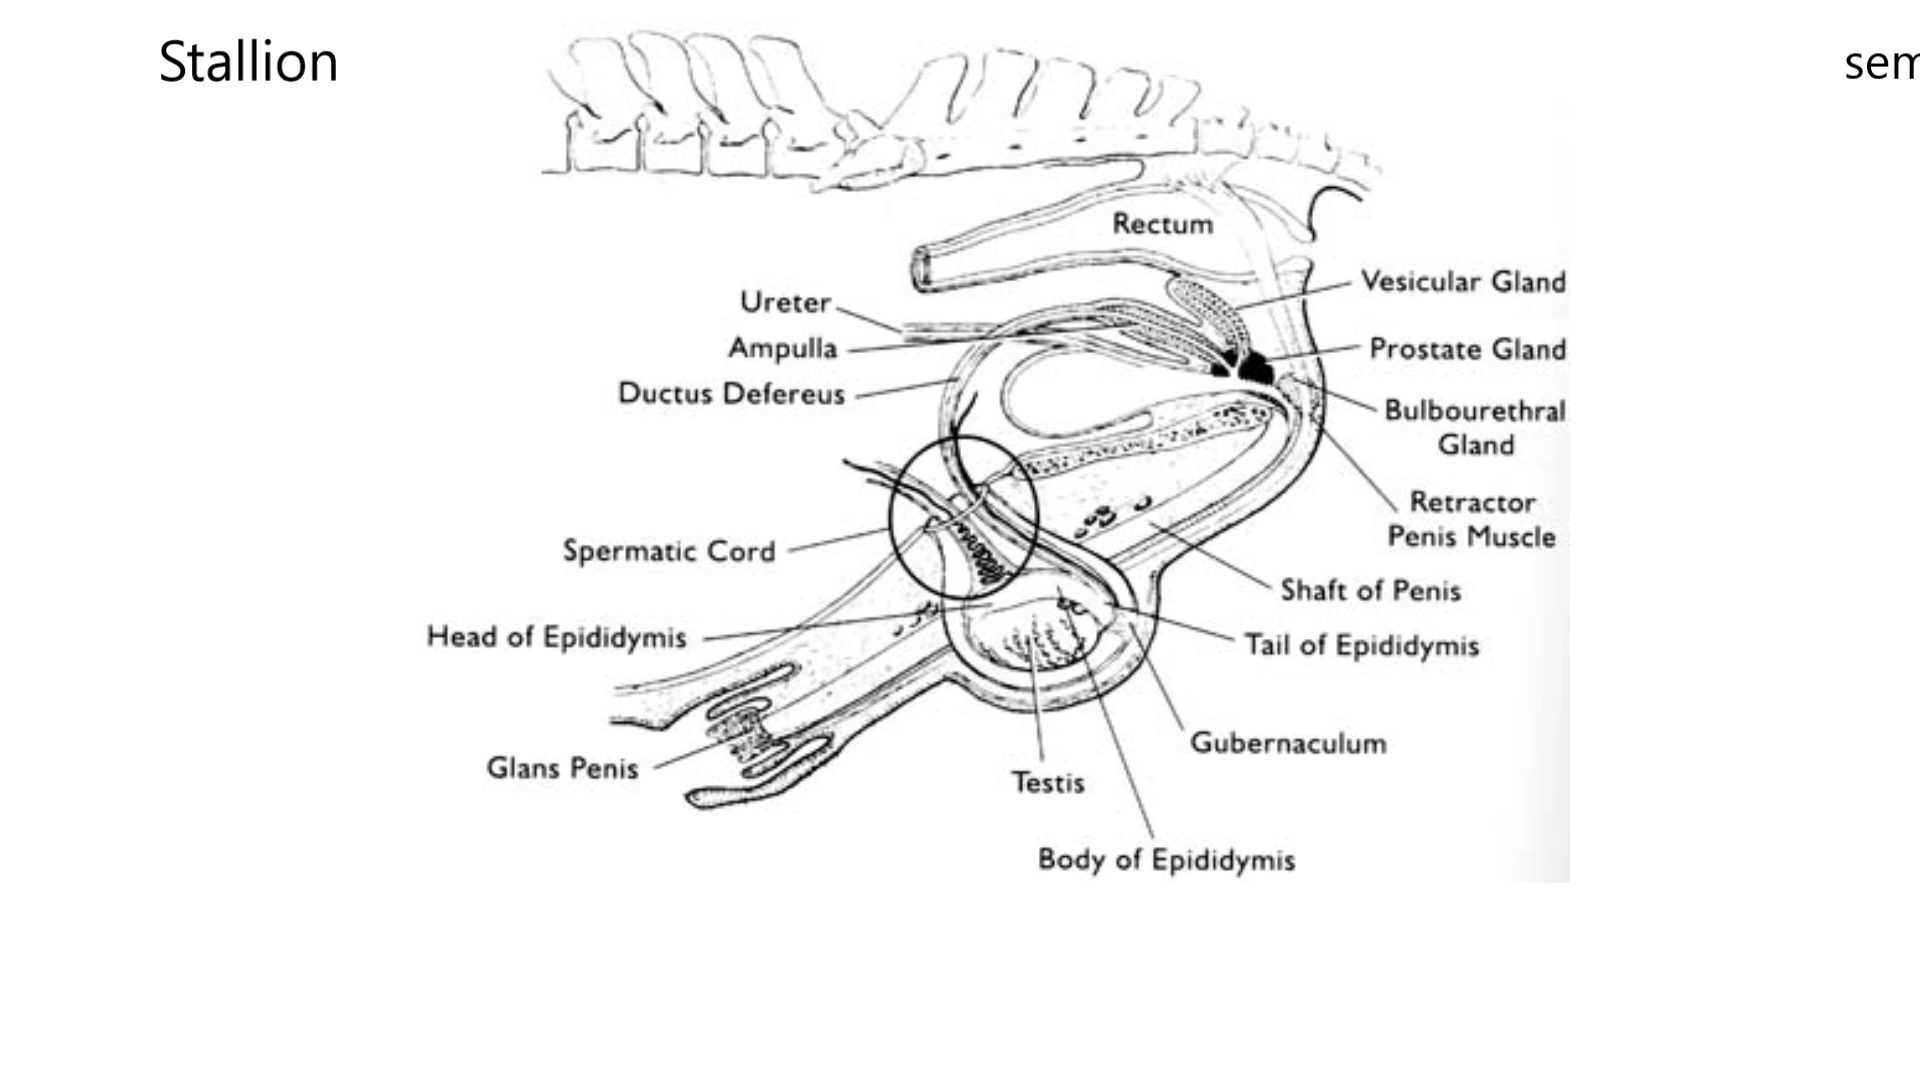 Stallion
sem
Rectum
Vesicular Gland
Ureter
Ampulla
Prostate Gland
Ductus Defereus
Bulbourethral
Gland
Retractor
Penis Muscle
Spermatic Cord
Shaft of Penis
Head of Epididymis
Tail of Epididymis
Gubernaculum
Glans Penis
Testis
Body of Epididymis